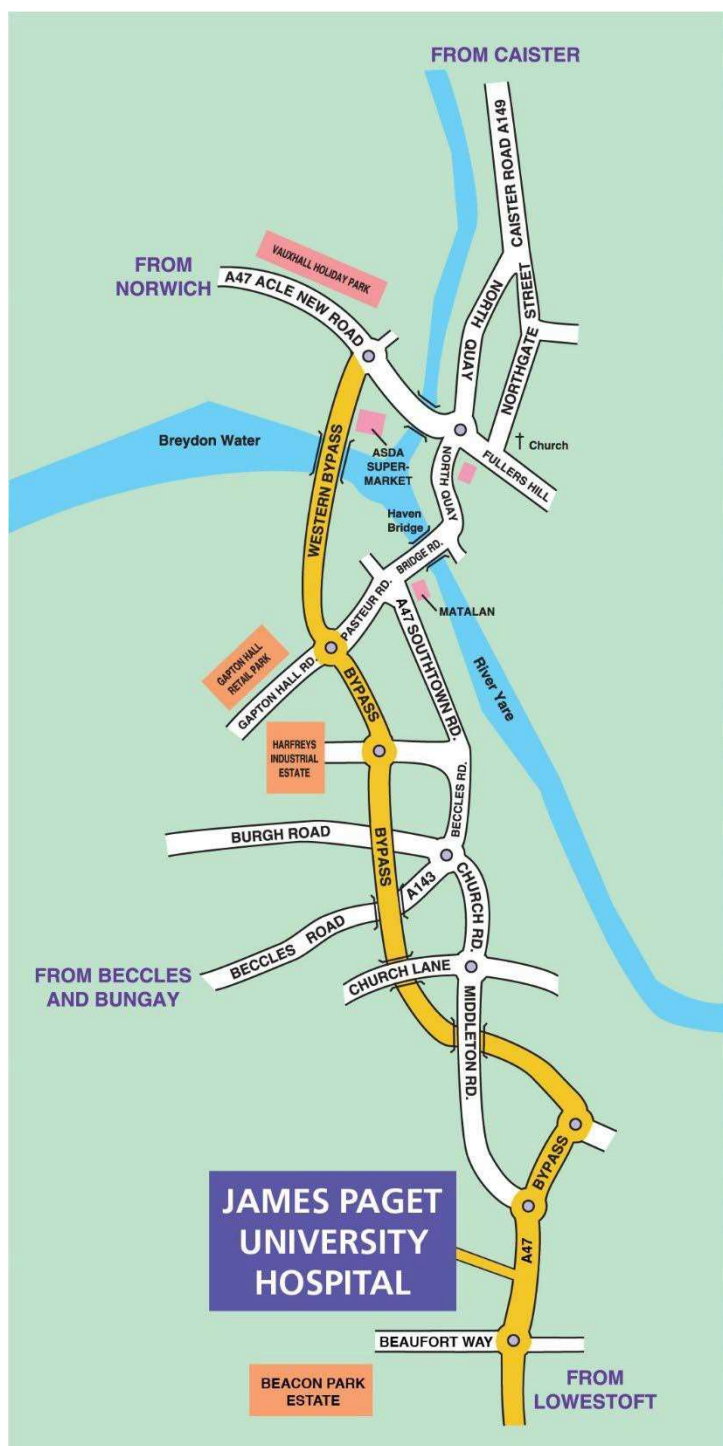 FROM CAISTER
CAISTER ROAD A149
VAUXHALL HOLIDAY PARK
FROM
NORWICH
A47 ACLE NEW ROAD
NORTH
QUAY
NORTHGATE STREET
Breydon Water
WESTERN BYPASS
ASDA
SUPER-
MARKET
NORTH QUAY
Church
FULLERS HILL
Haven
Bridge
BRIDGE RD.
PASTEUR RD.
MATALAN
A47 SOUTHTOWN RD.
GAPTON HALL
RETAIL PARK
GAPTON HALL RD.
BYPASS
River Yare
HARFREYS
INDUSTRIAL
ESTATE
BECCLES RD.
BURGH ROAD
BYPASS
A143
CHURCH RD.
BECCLES ROAD
FROM BECCLES
AND BUNGAY
CHURCH LANE
MIDDLETON RD.
BYPASS
JAMES PAGET
UNIVERSITY
HOSPITAL
A47
BEAUFORT WAY
BEACON PARK
ESTATE
FROM
LOWESTOFT